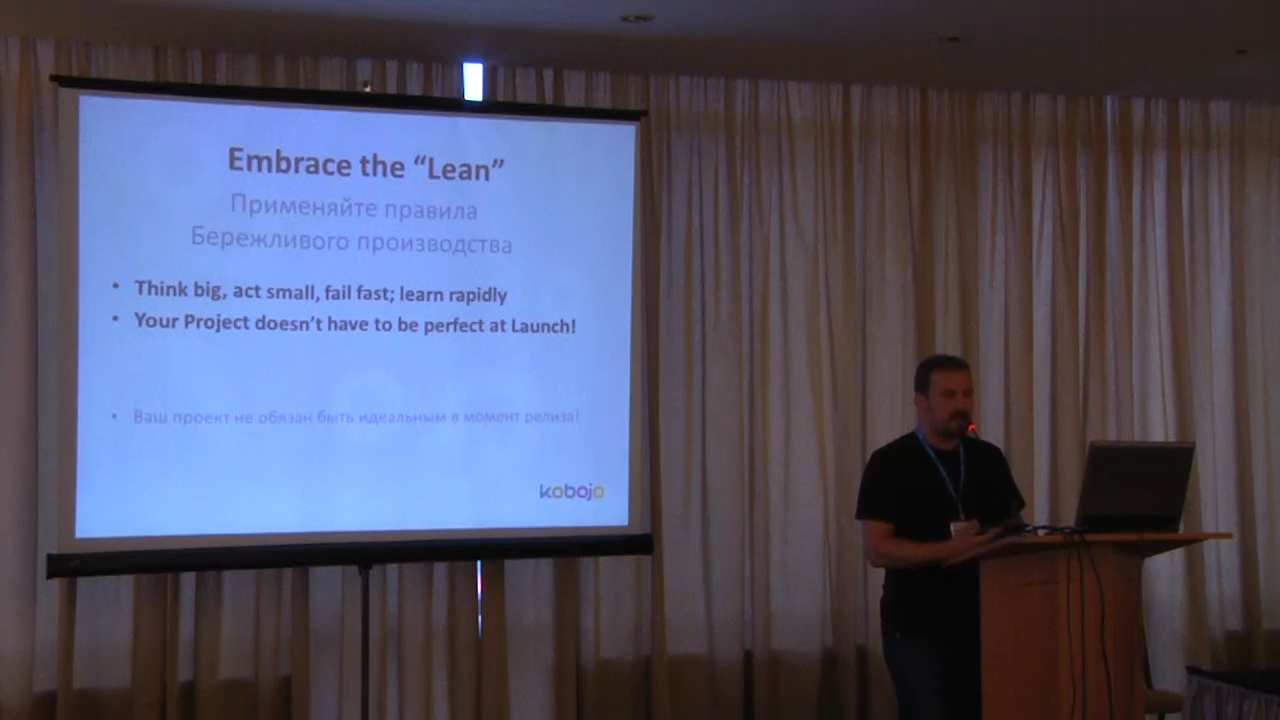 Embrace the “Lean”
Применяйте правила
Бережливого производства
• Think big, act small, fail fast; learn rapidly
• Your Project doesn’t have to be perfect at Launch!
• Ваш проект не обязан быть идеальным в момент релиза!
kobojo